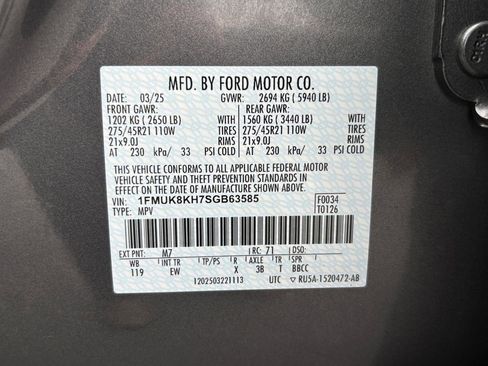 MFD. BY FORD MOTOR CO.
DATE: 03/25 GVWR: 2694 KG ( 5940 LB)
FRONT GAWR: REAR GAWR:
1202 KG ( 2650 LB) WITH 1560 KG ( 3440 LB) WITH
275/45R21 110W TIRES 275/45R21 110W TIRES
21x9.0J RIMS 21x9.0J RIMS
AT 230 kPa/ 33 PSI COLD AT 230 kPa/ 33 PSI COLD
THIS VEHICLE CONFORMS TO ALL APPLICABLE FEDERAL MOTOR
VEHICLE SAFETY AND THEFT PREVENTION STANDARDS IN
EFFECT ON THE DATE OF MANUFACTURE SHOWN ABOVE.
VIN: 1FMUK8KH7SGB63585 F0034
TYPE: MPV T0126
EXT PNT: M7 RC: 71 DSO:
WB INT TR TP/PS R AXLE TR SPR
119 EW X 3B T BBCC
1202503221113 UTC RU5A-1520472-AB